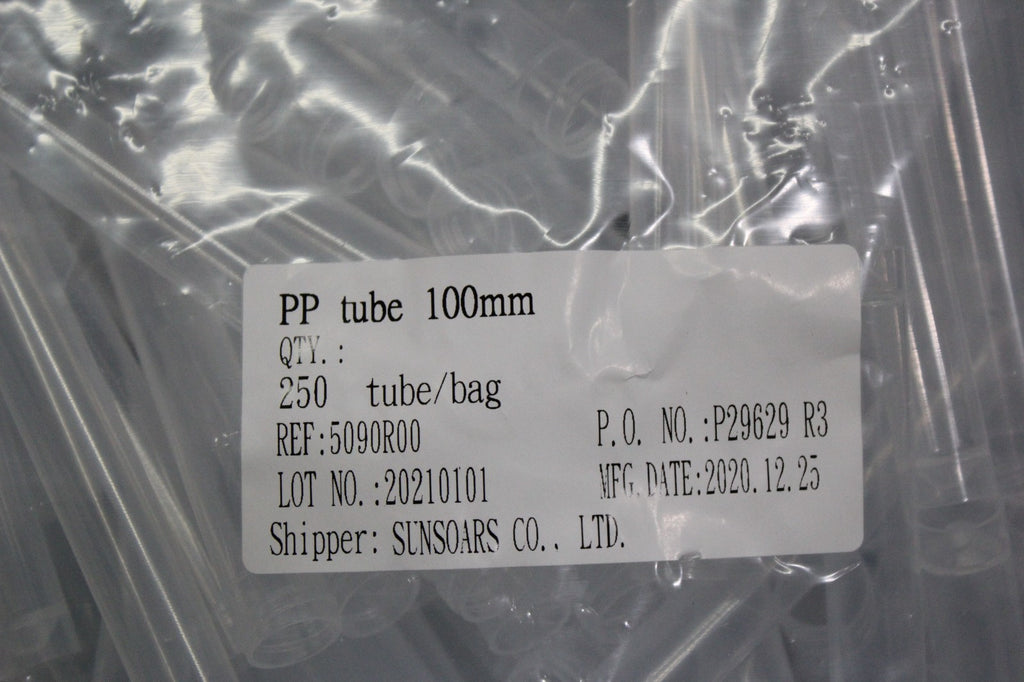 PP tube 100mm
QTY.:
250 tube/bag
REF:5090R00 P.O. NO.:P29629 R3
LOT NO.:20210101 MFG.DATE:2020.12.25
Shipper: SUNSOARS CO., LTD.